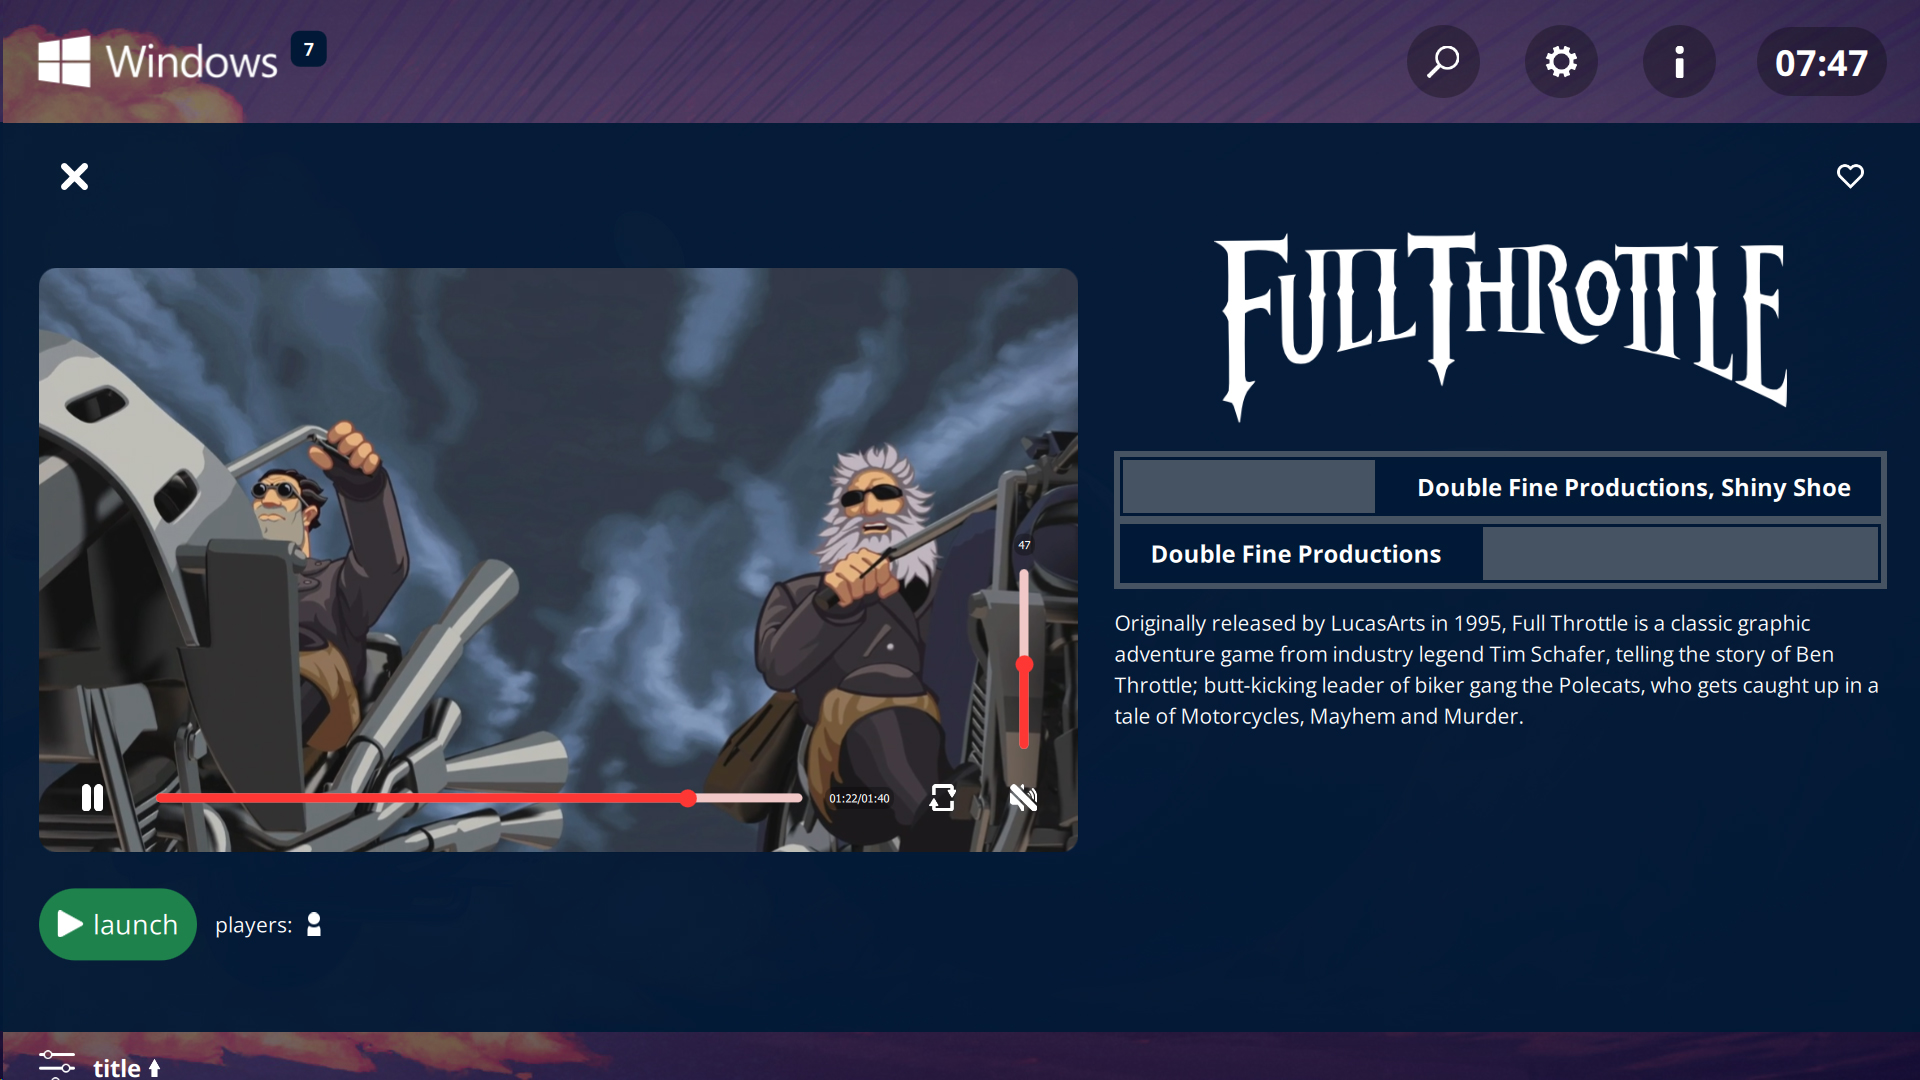 Windows
7
07:47
FULL THROTTLE
Double Fine Productions, Shiny Shoe
Double Fine Productions
Originally released by LucasArts in 1995, Full Throttle is a classic graphic
adventure game from industry legend Tim Schafer, telling the story of Ben
Throttle; butt-kicking leader of biker gang the Polecats, who gets caught up in a
tale of Motorcycles, Mayhem and Murder.
47
01:22/01:40
launch
players:
title